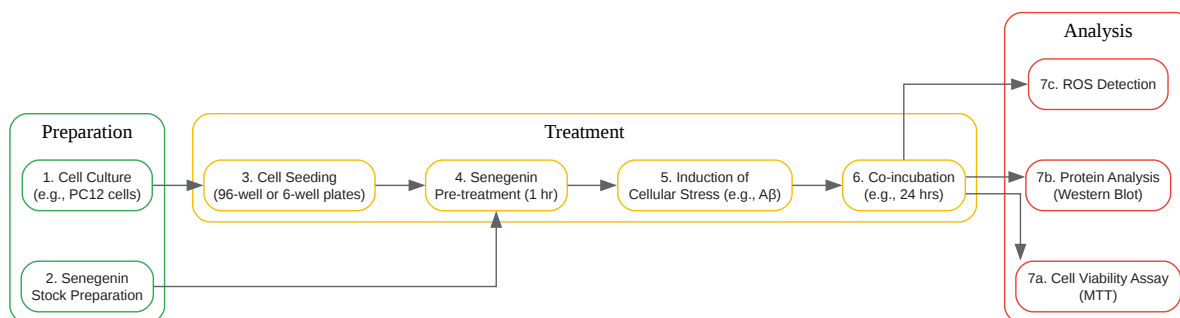 Preparation
1. Cell Culture
(e.g., PC12 cells)
2. Senegenin
Stock Preparation
Treatment
3. Cell Seeding
(96-well or 6-well plates)
4. Senegenin
Pre-treatment (1 hr)
5. Induction of
Cellular Stress (e.g., Aβ)
6. Co-incubation
(e.g., 24 hrs)
Analysis
7c. ROS Detection
7b. Protein Analysis
(Western Blot)
7a. Cell Viability Assay
(MTT)